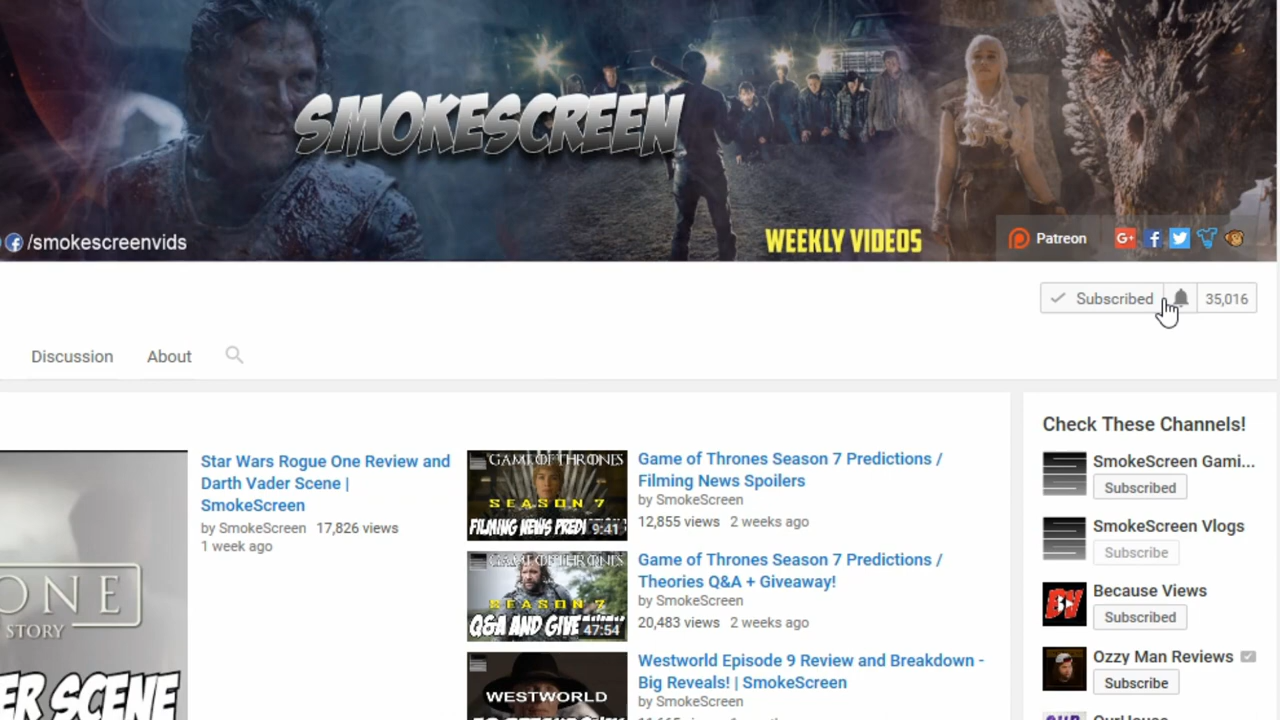 SMOKESCREEN
/smokescreenvids
WEEKLY VIDEOS
Patreon
Subscribed
35,016
Discussion
About
Check These Channels!
SmokeScreen Gami...
Subscribed
SmokeScreen Vlogs
Subscribe
Because Views
Subscribed
Ozzy Man Reviews
Subscribe
ONE
STORY
ER SCENE
Star Wars Rogue One Review and
Darth Vader Scene |
SmokeScreen
by SmokeScreen 17,826 views
1 week ago
GAME OF THRONES
SEASON 7
FILMING NEWS
9:41
Game of Thrones Season 7 Predictions /
Filming News Spoilers
by SmokeScreen
12,855 views 2 weeks ago
GAME OF THRONES
SEASON 7
Q&A AND
47:54
Game of Thrones Season 7 Predictions /
Theories Q&A + Giveaway!
by SmokeScreen
20,483 views 2 weeks ago
WESTWORLD
Westworld Episode 9 Review and Breakdown -
Big Reveals! | SmokeScreen
by SmokeScreen